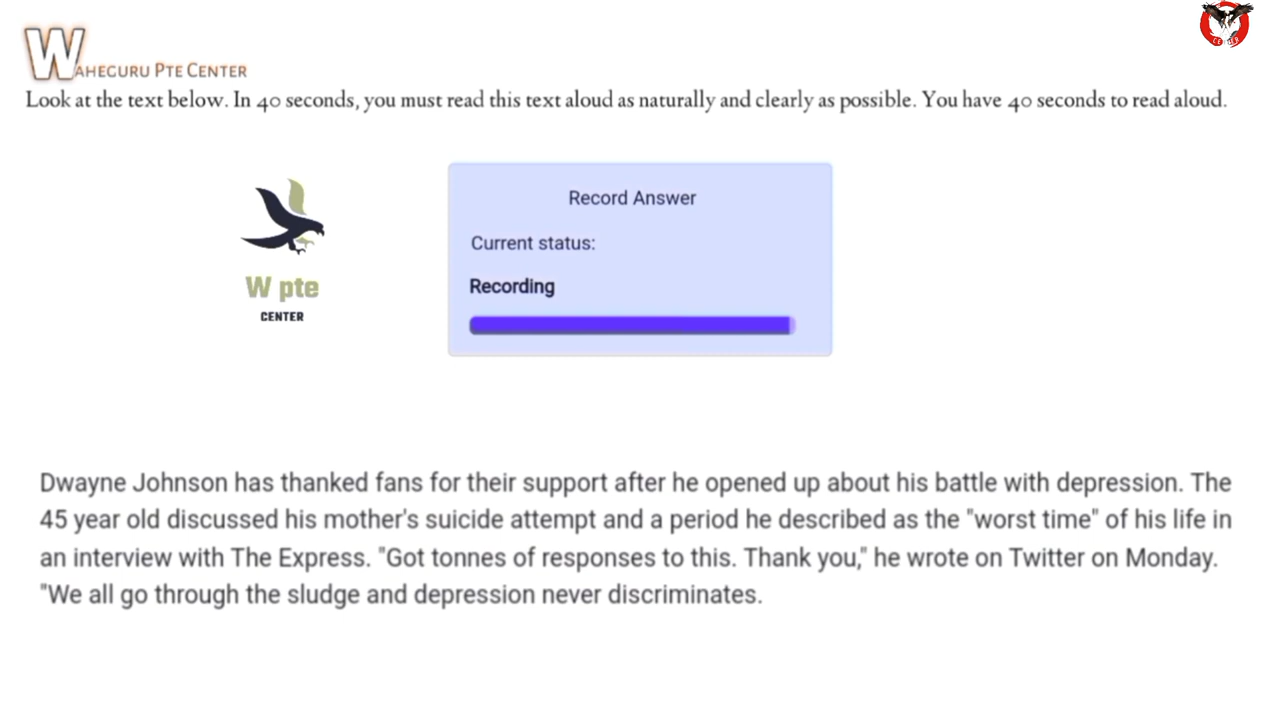 WAHEGURU PTE CENTER
Look at the text below. In 40 seconds, you must read this text aloud as naturally and clearly as possible. You have 40 seconds to read aloud.
Record Answer
Current status:
Recording
W pte
CENTER
Dwayne Johnson has thanked fans for their support after he opened up about his battle with depression. The
45 year old discussed his mother's suicide attempt and a period he described as the "worst time" of his life in
an interview with The Express. "Got tonnes of responses to this. Thank you," he wrote on Twitter on Monday.
"We all go through the sludge and depression never discriminates.